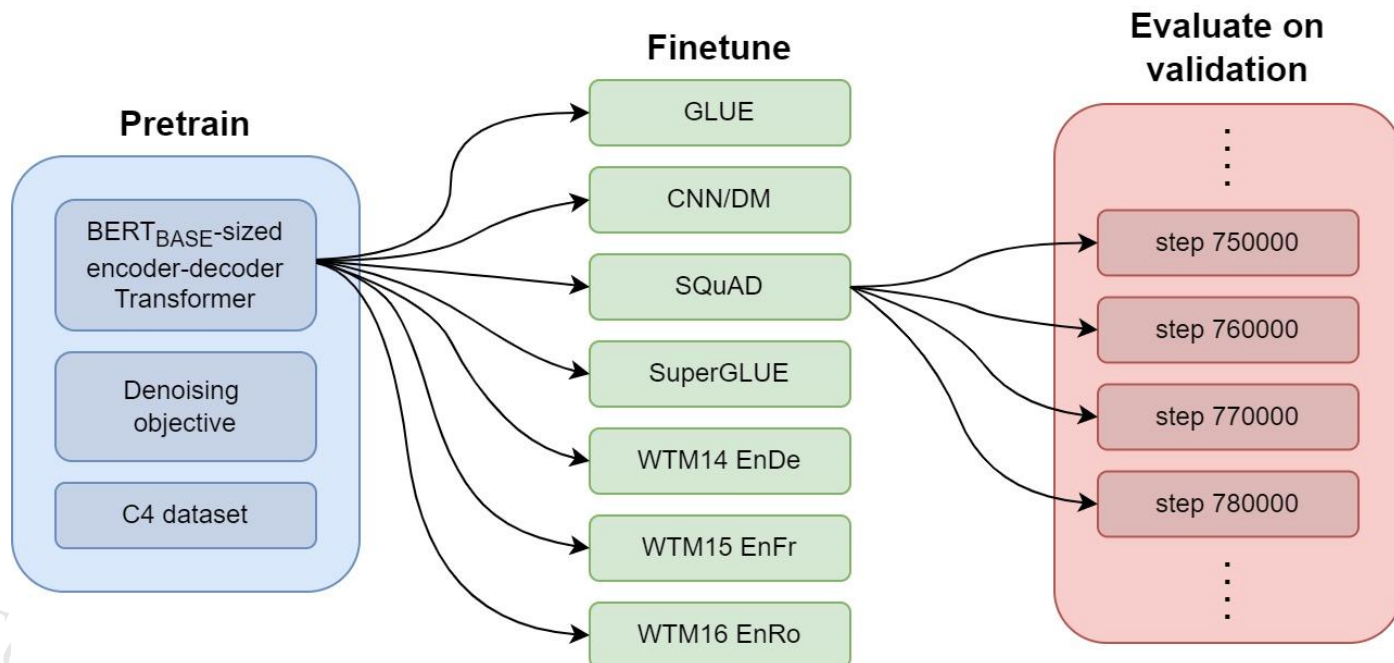 Pretrain
BERTBASE-sized
encoder-decoder
Transformer
Denoising
objective
C4 dataset
Finetune
GLUE
CNN/DM
SQuAD
SuperGLUE
WTM14 EnDe
WTM15 EnFr
WTM16 EnRo
Evaluate on
validation
step 750000
step 760000
step 770000
step 780000